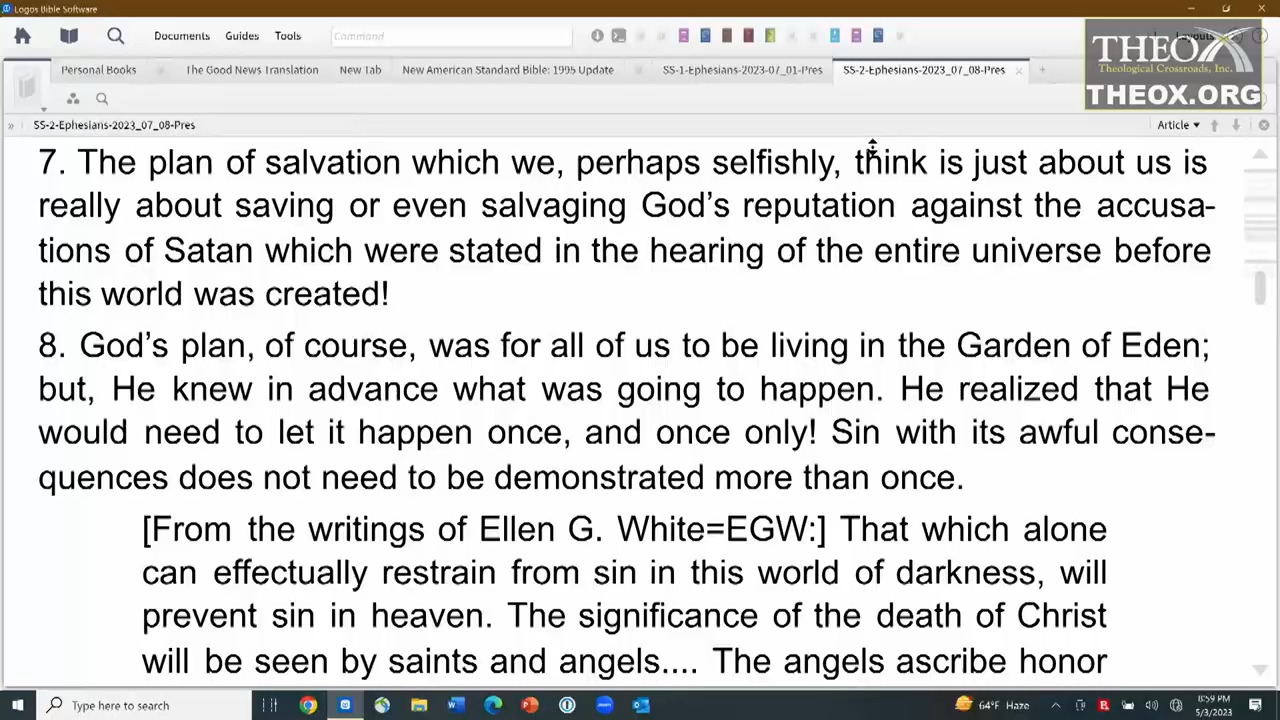 Logos Bible Software
Documents Guides Tools Command Layouts
THEOX
Theological Crossroads, Inc.
THEOX.ORG
Personal Books The Good News Translation New Tab New American Standard Bible: 1995 Update SS-1-Ephesians-2023-07_01-Pres SS-2-Ephesians-2023_07_08-Pres
SS-2-Ephesians-2023_07_08-Pres Article
7. The plan of salvation which we, perhaps selfishly, think is just about us is
really about saving or even salvaging God's reputation against the accusa-
tions of Satan which were stated in the hearing of the entire universe before
this world was created!
8. God's plan, of course, was for all of us to be living in the Garden of Eden;
but, He knew in advance what was going to happen. He realized that He
would need to let it happen once, and once only! Sin with its awful conse-
quences does not need to be demonstrated more than once.
[From the writings of Ellen G. White=EGW:] That which alone
can effectually restrain from sin in this world of darkness, will
prevent sin in heaven. The significance of the death of Christ
will be seen by saints and angels.... The angels ascribe honor
Type here to search 64°F Haze 8:59 PM
5/3/2023